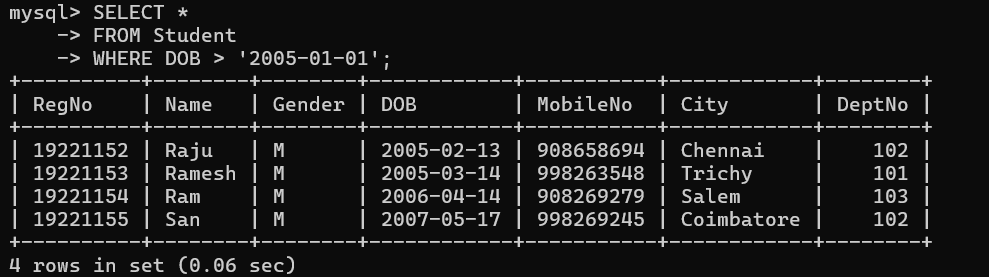 mysql> SELECT *
    -> FROM Student
    -> WHERE DOB > '2005-01-01';
+----------+--------+--------+------------+-----------+------------+--------+
| RegNo    | Name   | Gender | DOB        | MobileNo  | City       | DeptNo |
+----------+--------+--------+------------+-----------+------------+--------+
| 19221152 | Raju   | M      | 2005-02-13 | 908658694 | Chennai    |    102 |
| 19221153 | Ramesh | M      | 2005-03-14 | 998263548 | Trichy     |    101 |
| 19221154 | Ram    | M      | 2006-04-14 | 908269279 | Salem      |    103 |
| 19221155 | San    | M      | 2007-05-17 | 998269245 | Coimbatore |    102 |
+----------+--------+--------+------------+-----------+------------+--------+
4 rows in set (0.06 sec)